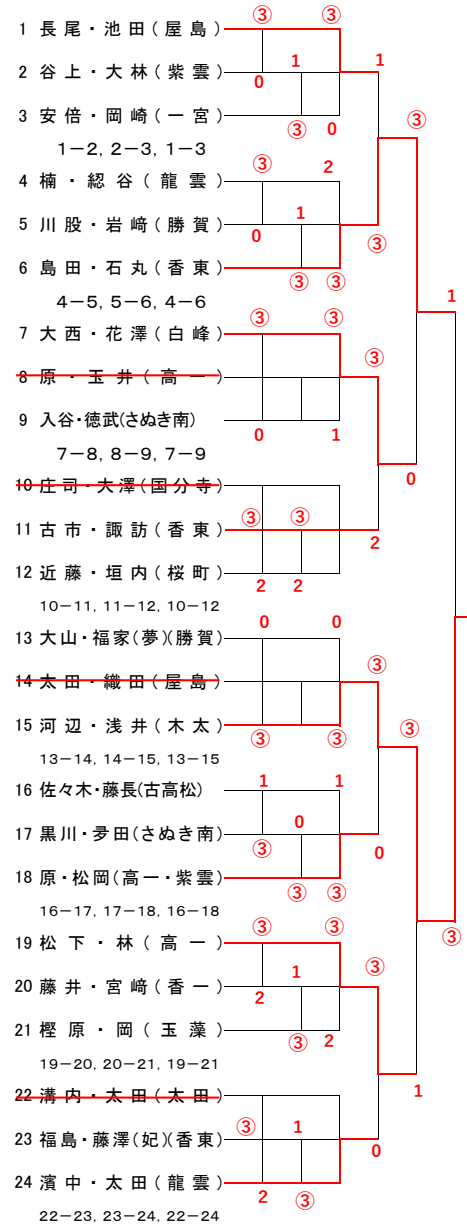 ③ ③
1 長尾・池田(屋島)
1 1
2 谷上・大林(紫雲)
0
3 安倍・岡崎(一宮)
③ 0 ③
1−2, 2−3, 1−3
③ 2
4 楠・綛谷(龍雲)
1
5 川股・岩﨑(勝賀)
0 ③
6 島田・石丸(香東)
③ ③
4−5, 5−6, 4−6
1
③ ③
7 大西・花澤(白峰)
③
8 原・玉井(高一)
9 入谷・徳武(さぬき南)
0 1
7−8, 8−9, 7−9
0
10 庄司・大澤(国分寺)
③ ③
11 古市・諏訪(香東)
2
12 近藤・垣内(桜町)
2 2
10−11, 11−12, 10−12
0 0
13 大山・福家(夢)(勝賀)
③
14 太田・織田(屋島)
15 河辺・浅井(木太)
③ ③ ③
13−14, 14−15, 13−15
1 1
16 佐々木・藤長(古高松)
0
17 黒川・夛田(さぬき南)
③ 0
18 原・松岡(高一・紫雲)
③ ③
16−17, 17−18, 16−18
③ ③ ③
19 松下・林(高一)
1 ③
20 藤井・宮﨑(香一)
2
21 樫原・岡(玉藻)
③ 2
19−20, 20−21, 19−21
1
22 溝内・太田(太田)
③ 1
23 福島・藤澤(妃)(香東)
0
24 濱中・太田(龍雲)
2 ③
22−23, 23−24, 22−24